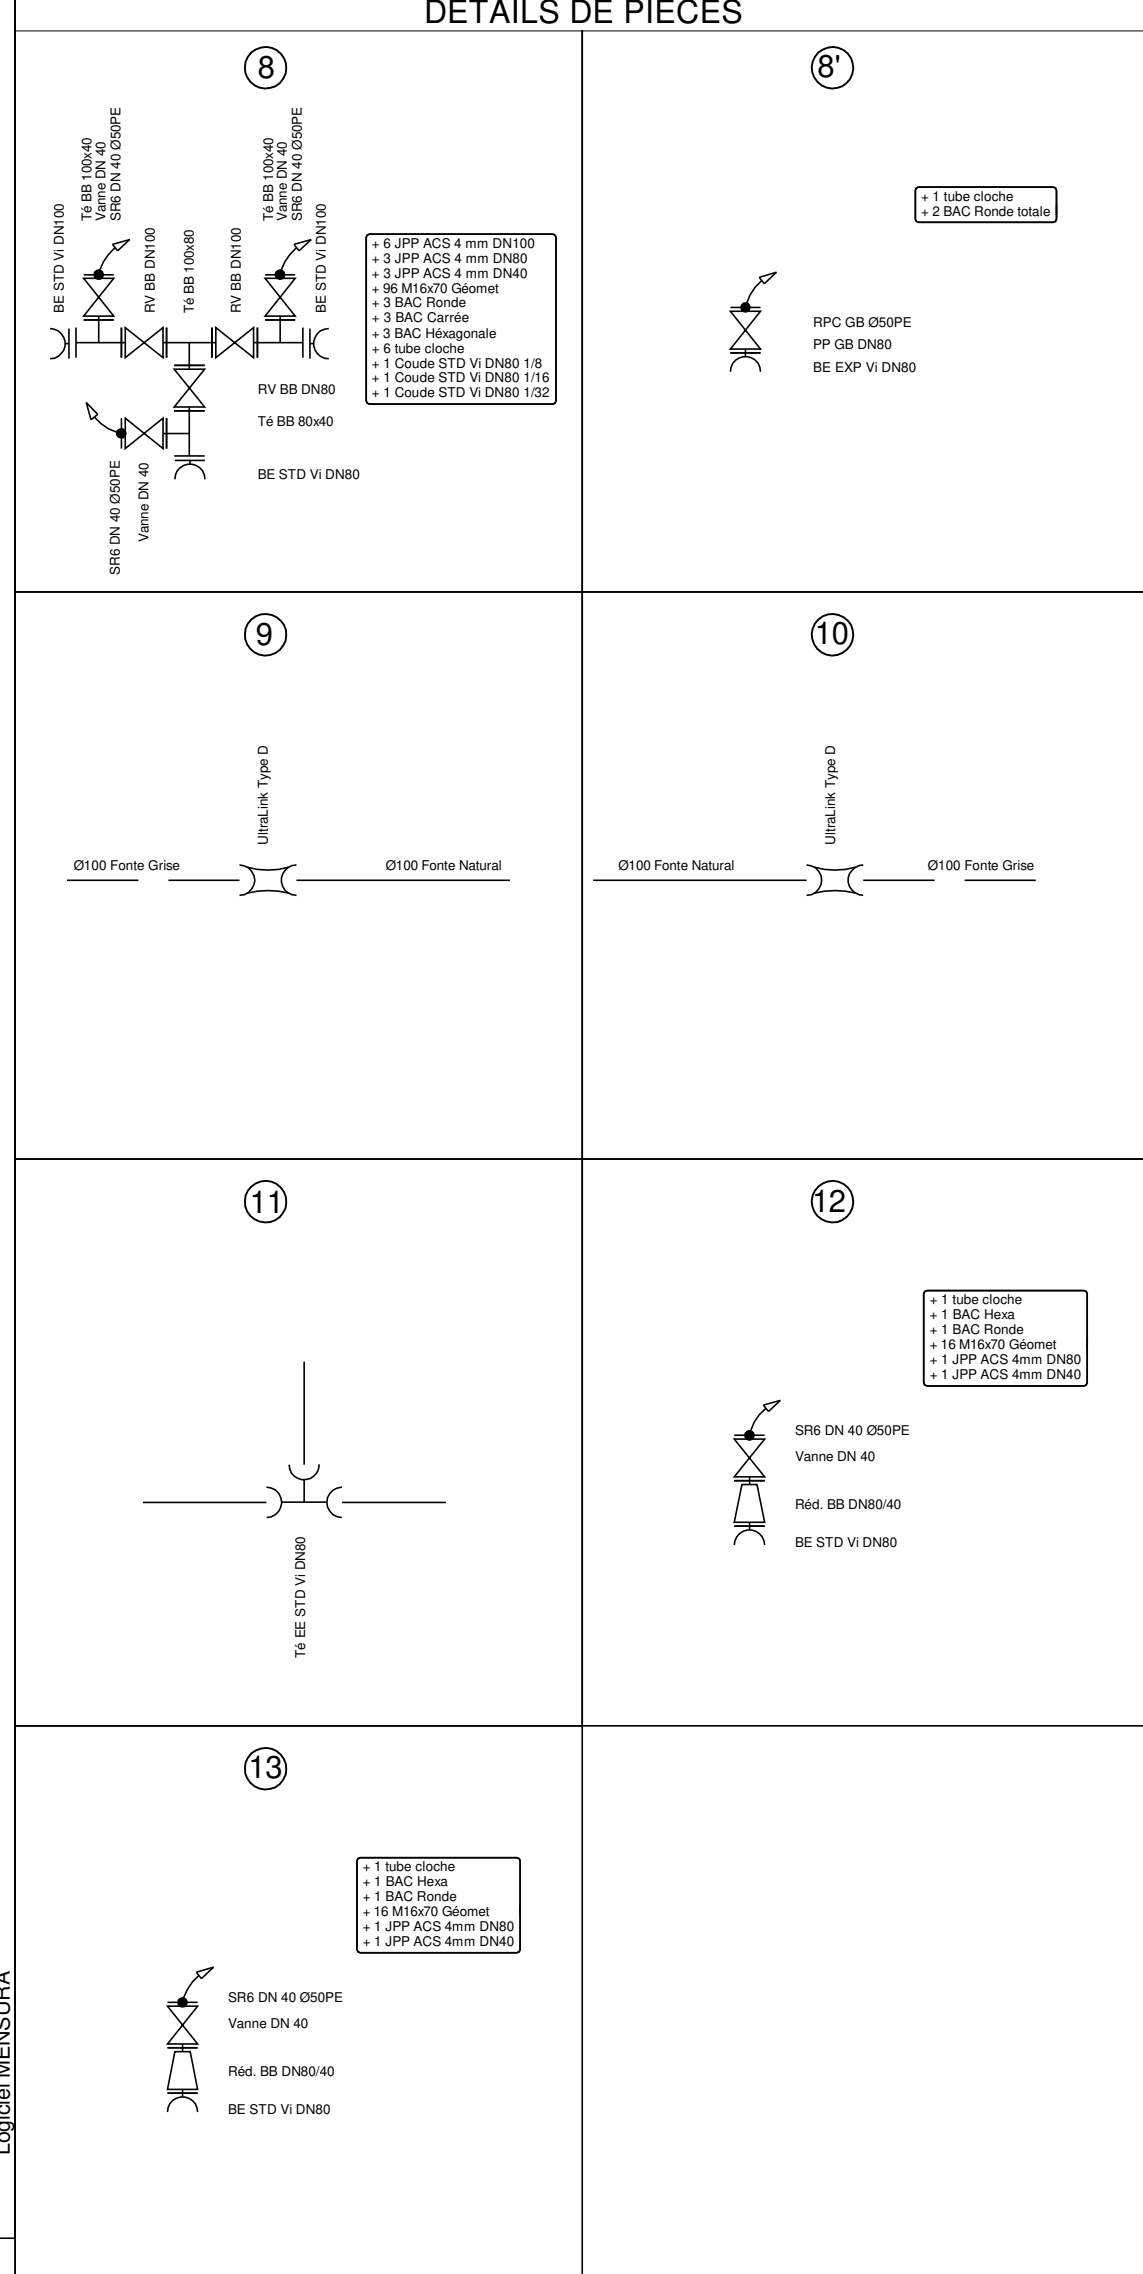 DETAILS DE PIECES
8
BE STD Vi DN100
Té BB 100x40
Vanne DN 40
SR6 DN 40 Ø50PE
RV BB DN100
Té BB 100x80
RV BB DN100
Té BB 100x40
Vanne DN 40
SR6 DN 40 Ø50PE
BE STD Vi DN100
+ 6 JPP ACS 4 mm DN100
+ 3 JPP ACS 4 mm DN80
+ 3 JPP ACS 4 mm DN40
+ 96 M16x70 Géomet
+ 3 BAC Ronde
+ 3 BAC Carrée
+ 3 BAC Héxagonale
+ 6 tube cloche
+ 1 Coude STD Vi DN80 1/8
+ 1 Coude STD Vi DN80 1/16
+ 1 Coude STD Vi DN80 1/32
RV BB DN80
Té BB 80x40
BE STD Vi DN80
SR6 DN 40 Ø50PE
Vanne DN 40
8'
+ 1 tube cloche
+ 2 BAC Ronde totale
RPC GB Ø50PE
PP GB DN80
BE EXP Vi DN80
9
UltraLink Type D
Ø100 Fonte Grise
Ø100 Fonte Natural
10
UltraLink Type D
Ø100 Fonte Natural
Ø100 Fonte Grise
11
Té EE STD Vi DN80
12
+ 1 tube cloche
+ 1 BAC Hexa
+ 1 BAC Ronde
+ 16 M16x70 Géomet
+ 1 JPP ACS 4mm DN80
+ 1 JPP ACS 4mm DN40
SR6 DN 40 Ø50PE
Vanne DN 40
Réd. BB DN80/40
BE STD Vi DN80
13
+ 1 tube cloche
+ 1 BAC Hexa
+ 1 BAC Ronde
+ 16 M16x70 Géomet
+ 1 JPP ACS 4mm DN80
+ 1 JPP ACS 4mm DN40
SR6 DN 40 Ø50PE
Vanne DN 40
Réd. BB DN80/40
BE STD Vi DN80
Logiciel MENSURA